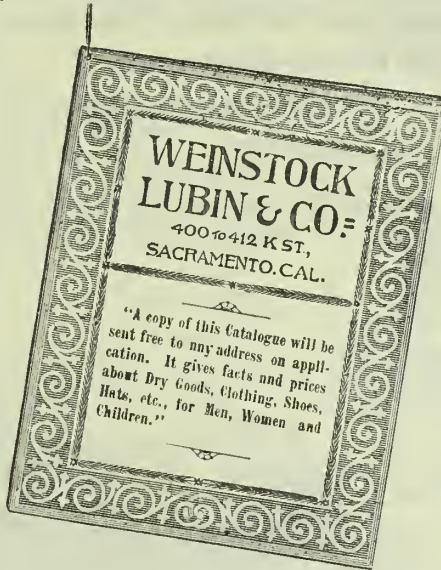 WEINSTOCK
LUBIN & CO.=
400 TO 412 K ST.,
SACRAMENTO. CAL.
"A copy of this Catalogue will be
sent free to any address on appli-
cation. It gives facts and prices
about Dry Goods, Clothing, Shoes,
Hats, etc., for Men, Women and
Children."